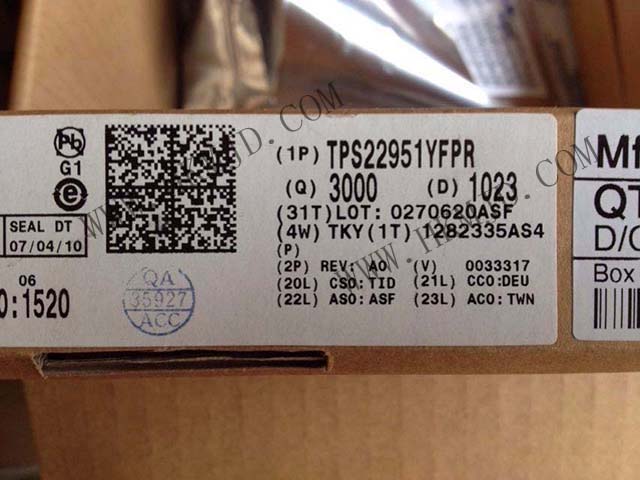 Pb
G1
e
SEAL DT
07/04/10
06
0:1520
(1P) TPS22951YFPR
(Q) 3000 (D) 1023
(31T)LOT: 0270620ASF
(4W) TKY(1T) 1282335AS4
(P)
(2P) REV: A0 (V) 0033317
(20L) CSO:TID (21L) CCO:DEU
(22L) ASO:ASF (23L) ACO:TWN
QA
35927
ACC
Mf
QT
D/C
Box